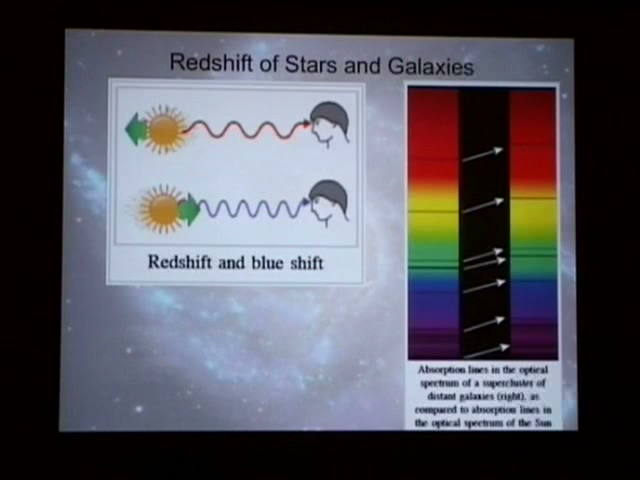 Redshift of Stars and Galaxies
Redshift and blue shift
Absorption lines in the optical
spectrum of a supercluster of
distant galaxies (right), as
compared to absorption lines in
the optical spectrum of the Sun